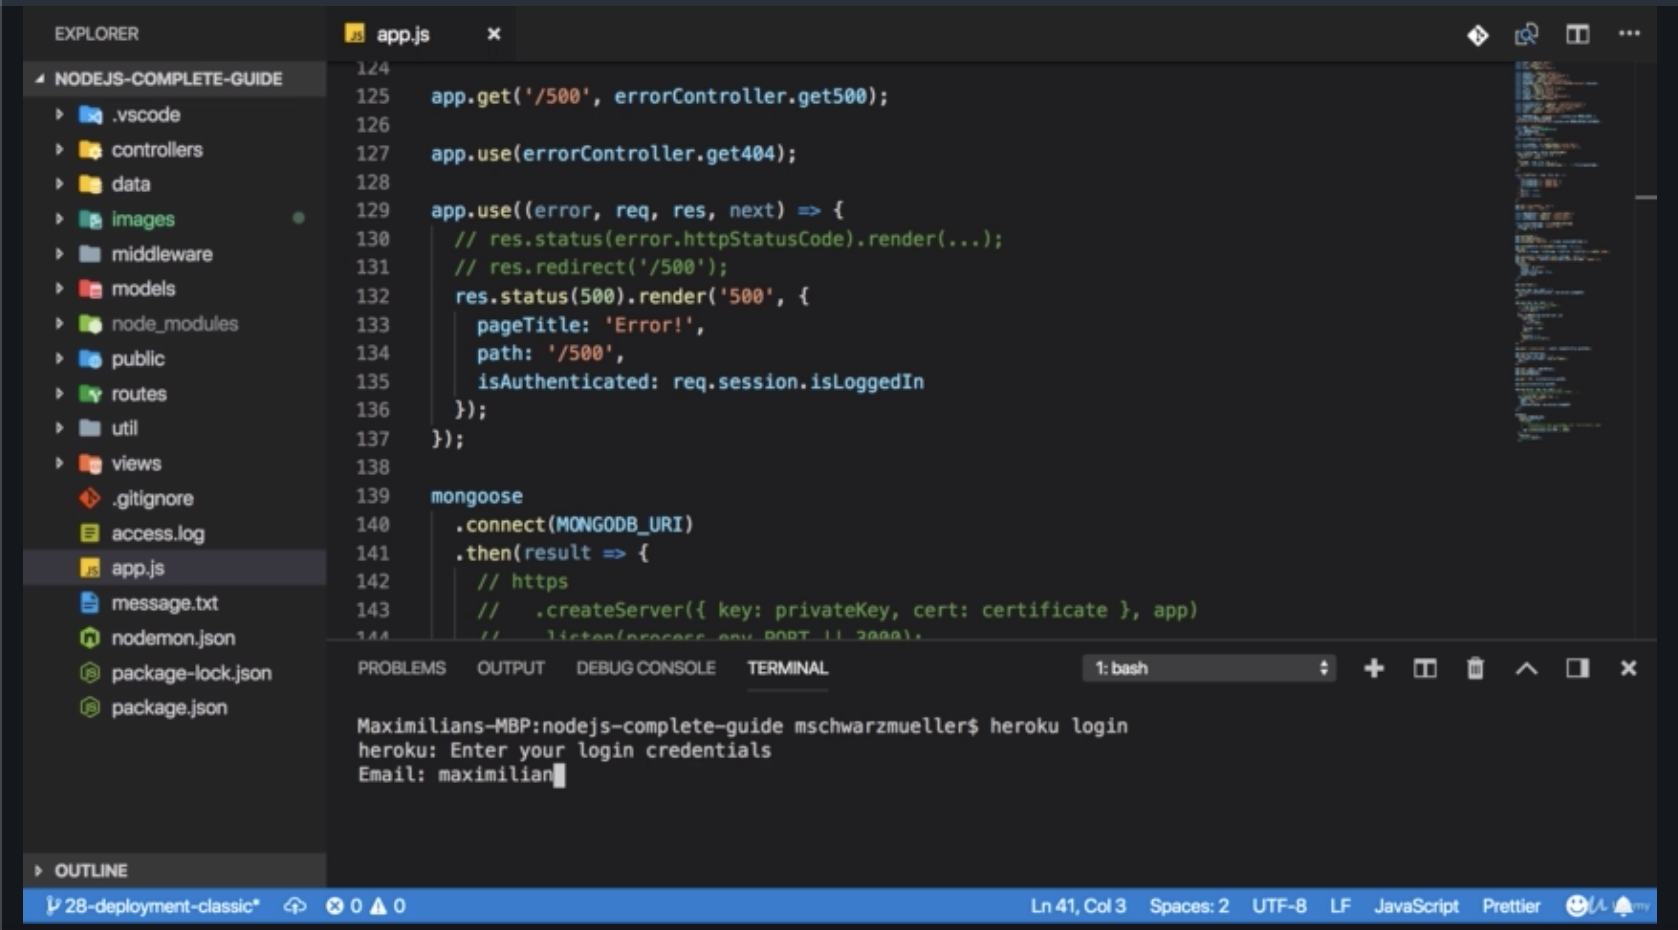 EXPLORER
NODEJS-COMPLETE-GUIDE
.vscode
controllers
data
images
middleware
models
node_modules
public
routes
util
views
.gitignore
access.log
app.js
message.txt
nodemon.json
package-lock.json
package.json
OUTLINE
JS app.js
124
125 app.get('/500', errorController.get500);
126
127 app.use(errorController.get404);
128
129 app.use((error, req, res, next) => {
130 // res.status(error.httpStatusCode).render(...);
131 // res.redirect('/500');
132 res.status(500).render('500', {
133 pageTitle: 'Error!',
134 path: '/500',
135 isAuthenticated: req.session.isLoggedIn
136 });
137 });
138
139 mongoose
140 .connect(MONGODB_URI)
141 .then(result => {
142 // https
143 // .createServer({ key: privateKey, cert: certificate }, app)
144 // .listen(process.env.PORT || 3000);
PROBLEMS OUTPUT DEBUG CONSOLE TERMINAL 1: bash
Maximilians-MBP:nodejs-complete-guide mschwarzmueller$ heroku login
heroku: Enter your login credentials
Email: maximilian
28-deployment-classic* 0 0 Ln 41, Col 3 Spaces: 2 UTF-8 LF JavaScript Prettier